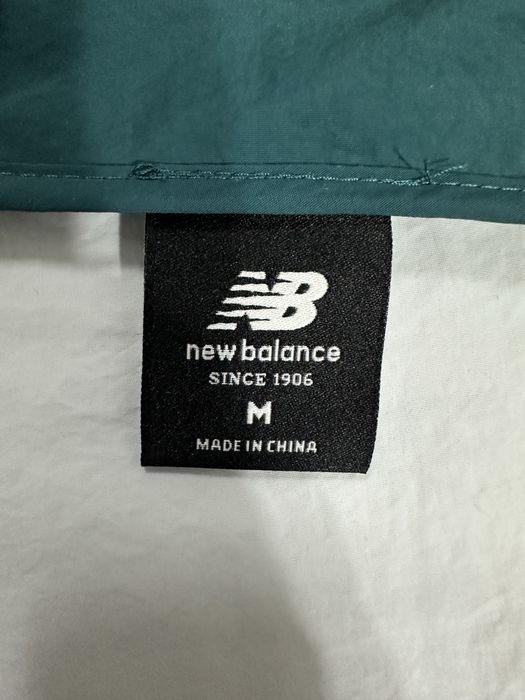 NB
new balance
SINCE 1906
M
MADE IN CHINA